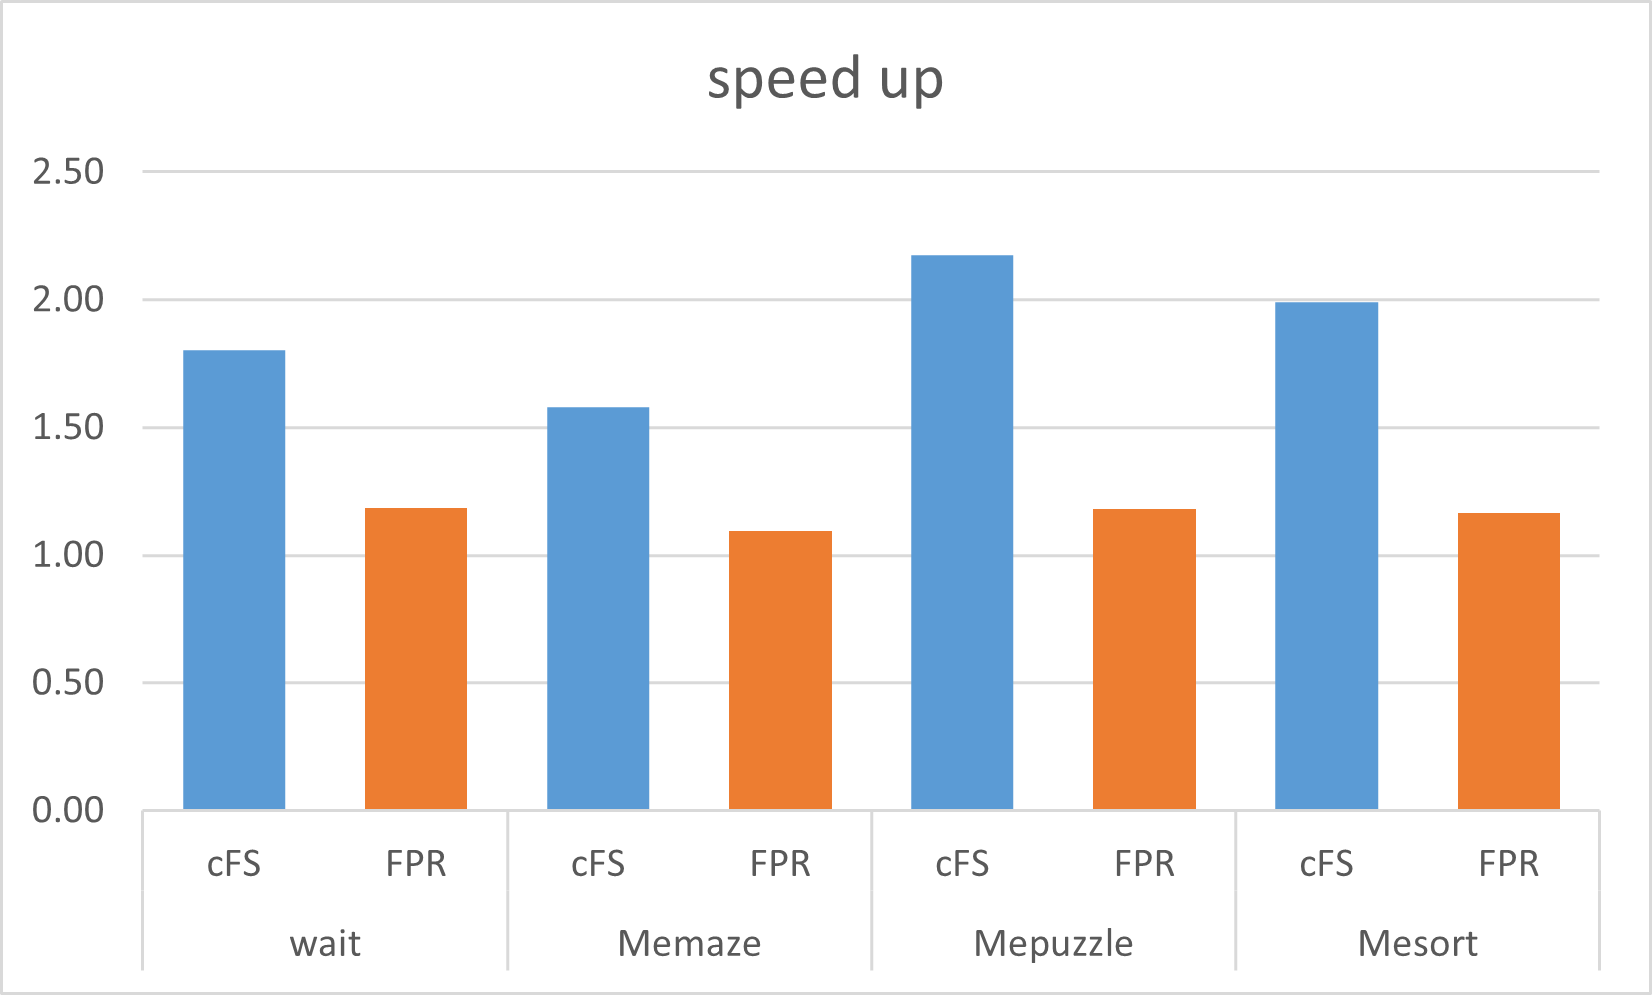 speed up
2.50
2.00
1.50
1.00
0.50
0.00
cFS FPR cFS FPR cFS FPR cFS FPR
wait Memaze Mepuzzle Mesort